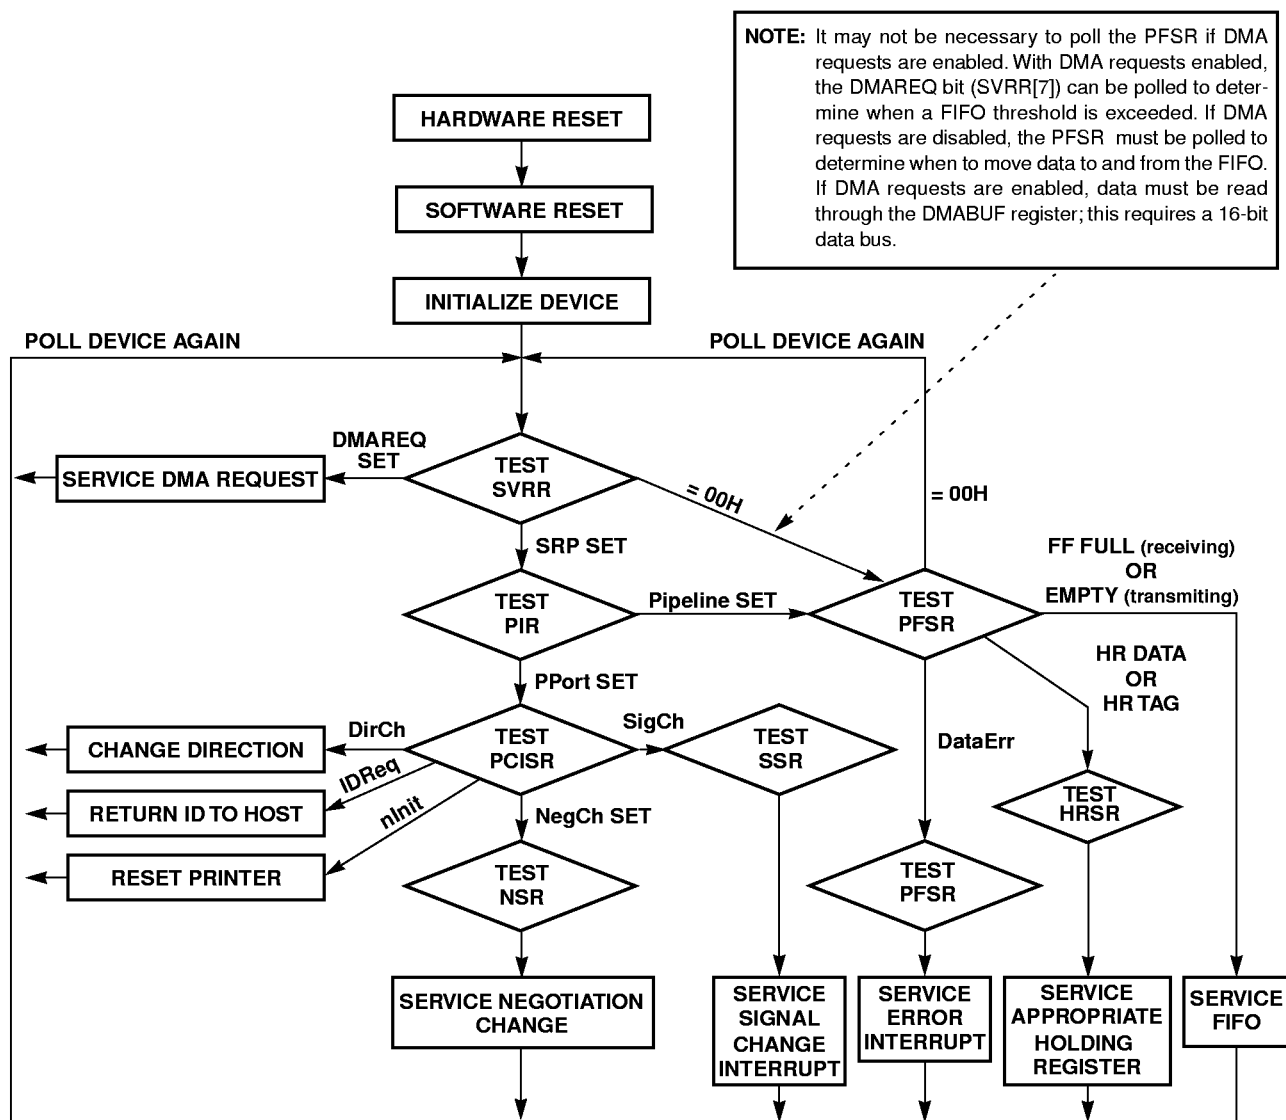 NOTE: It may not be necessary to poll the PFSR if DMA
requests are enabled. With DMA requests enabled,
the DMAREQ bit (SVRR[7]) can be polled to deter-
mine when a FIFO threshold is exceeded. If DMA
requests are disabled, the PFSR must be polled to
determine when to move data to and from the FIFO.
If DMA requests are enabled, data must be read
through the DMABUF register; this requires a 16-bit
data bus.
HARDWARE RESET
SOFTWARE RESET
INITIALIZE DEVICE
POLL DEVICE AGAIN
POLL DEVICE AGAIN
DMAREQ
SET
SERVICE DMA REQUEST
TEST
SVRR
= 00H
= 00H
SRP SET
FF FULL (receiving)
OR
EMPTY (transmiting)
TEST
PIR
Pipeline SET
TEST
PFSR
HR DATA
OR
HR TAG
PPort SET
DirCh
SigCh
CHANGE DIRECTION
TEST
PCISR
TEST
SSR
DataErr
IDReq
RETURN ID TO HOST
nInit
NegCh SET
TEST
HRSR
RESET PRINTER
TEST
NSR
TEST
PFSR
SERVICE NEGOTIATION
CHANGE
SERVICE
SIGNAL
CHANGE
INTERRUPT
SERVICE
ERROR
INTERRUPT
SERVICE
APPROPRIATE
HOLDING
REGISTER
SERVICE
FIFO